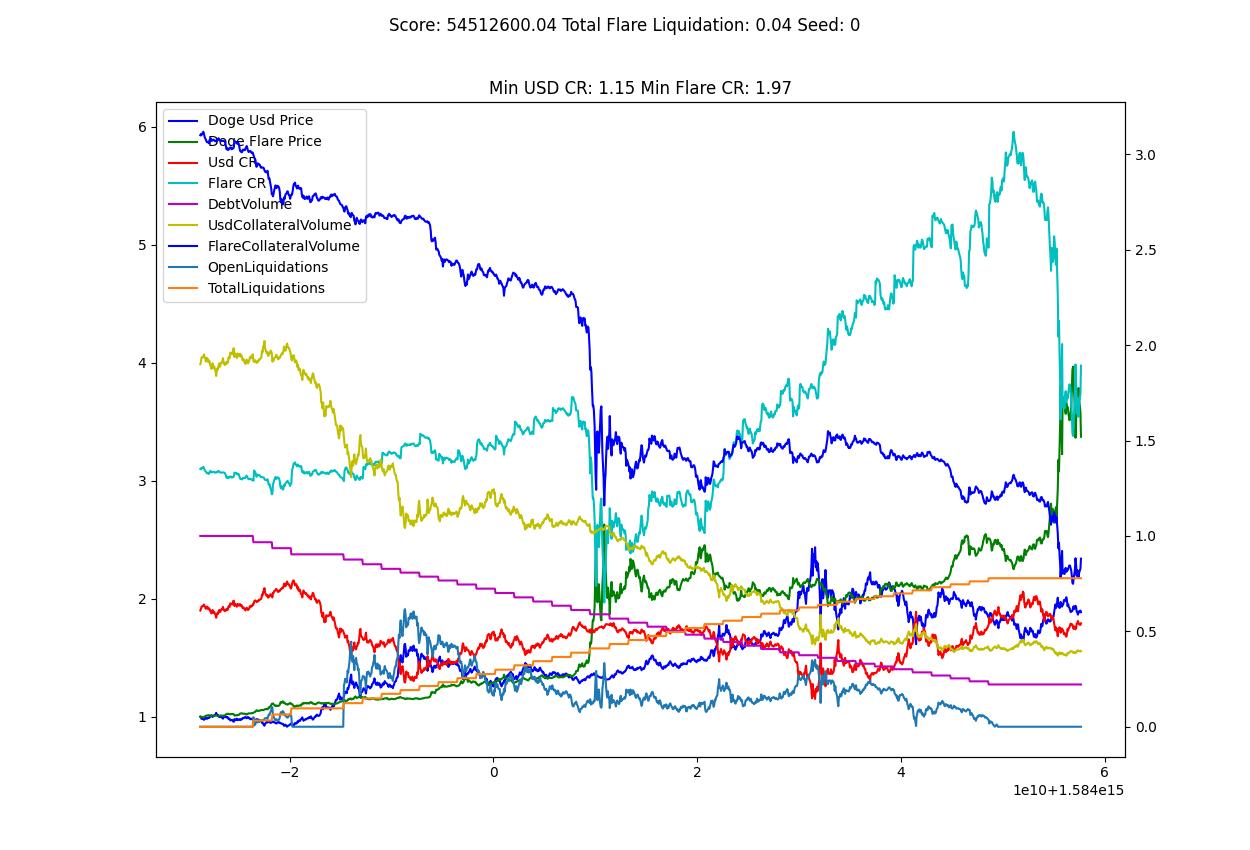 Score: 54512600.04 Total Flare Liquidation: 0.04 Seed: 0
Min USD CR: 1.15 Min Flare CR: 1.97
Doge Usd Price
Doge Flare Price
Usd CR
Flare CR
DebtVolume
UsdCollateralVolume
FlareCollateralVolume
OpenLiquidations
TotalLiquidations
6
5
4
3
2
1
3.0
2.5
2.0
1.5
1.0
0.5
0.0
−2
0
2
4
6
1e10+1.584e15